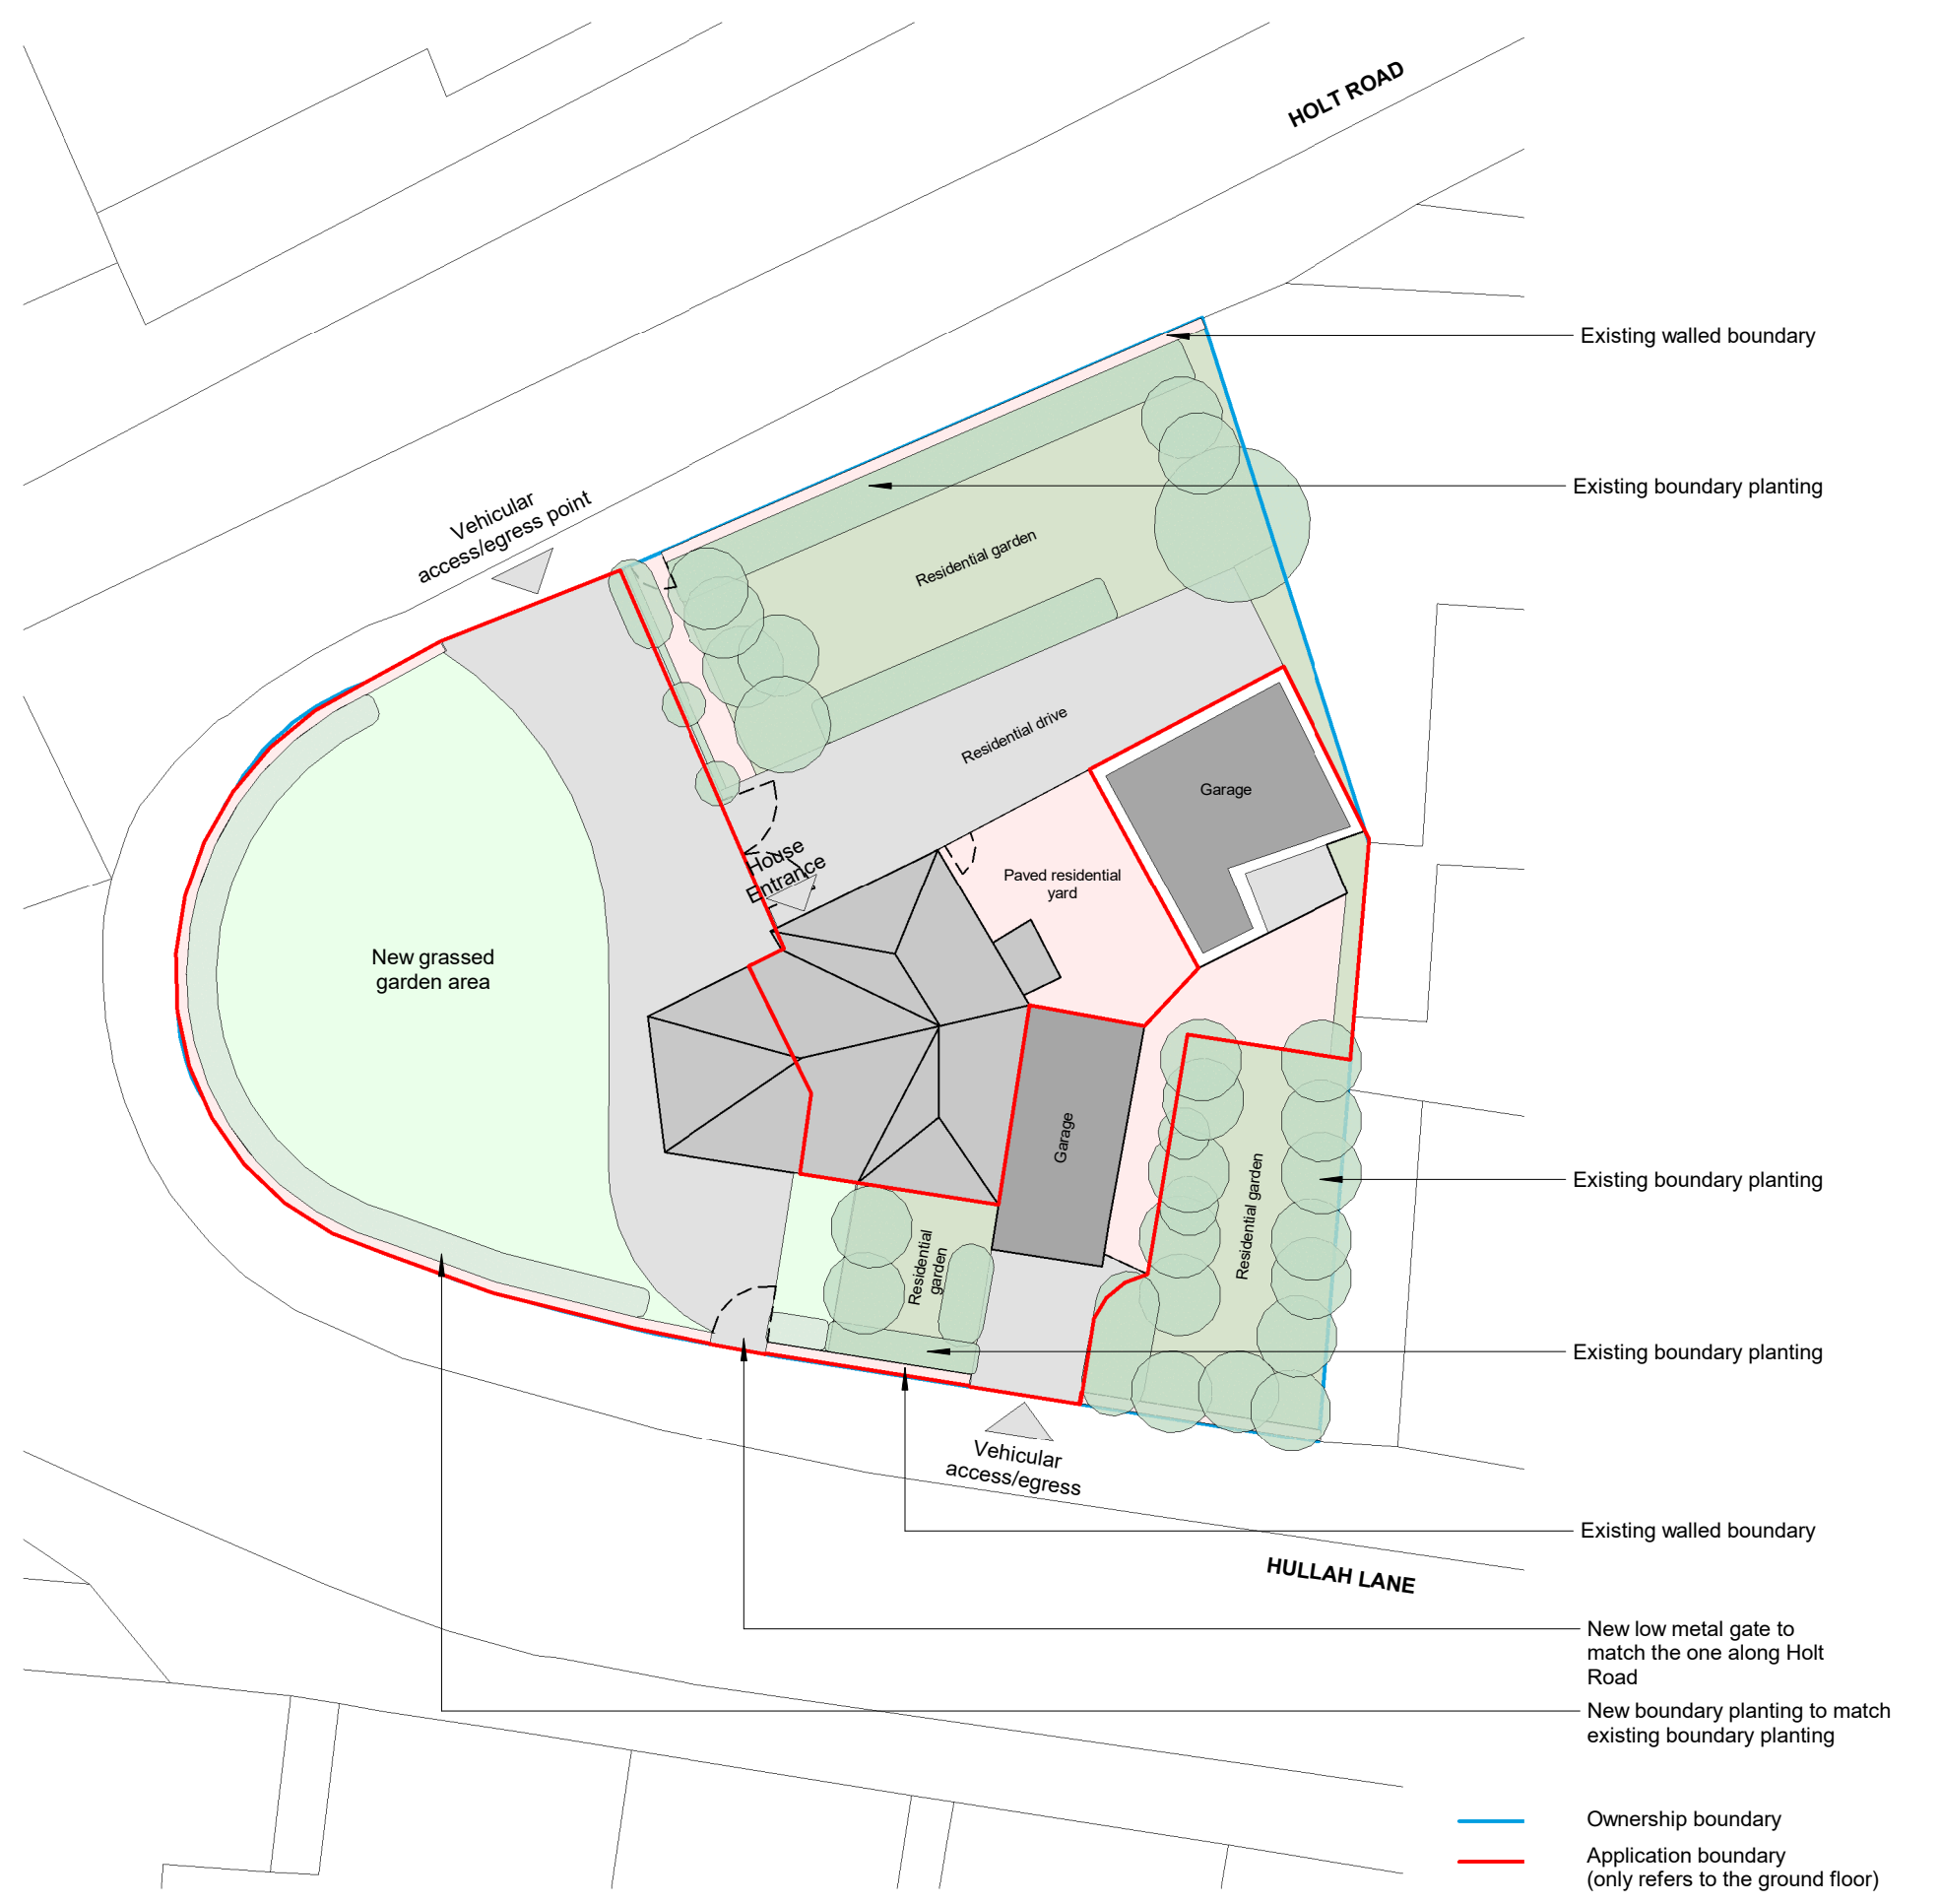 HOLT ROAD
Existing walled boundary
Vehicular
access/egress point
Existing boundary planting
Residential garden
Residential drive
Garage
House
Entrance
Paved residential
yard
New grassed
garden area
Garage
Residential garden
Existing boundary planting
Residential
garden
Existing boundary planting
Vehicular
access/egress
Existing walled boundary
HULLAH LANE
New low metal gate to
match the one along Holt
Road
New boundary planting to match
existing boundary planting
Ownership boundary
Application boundary
(only refers to the ground floor)